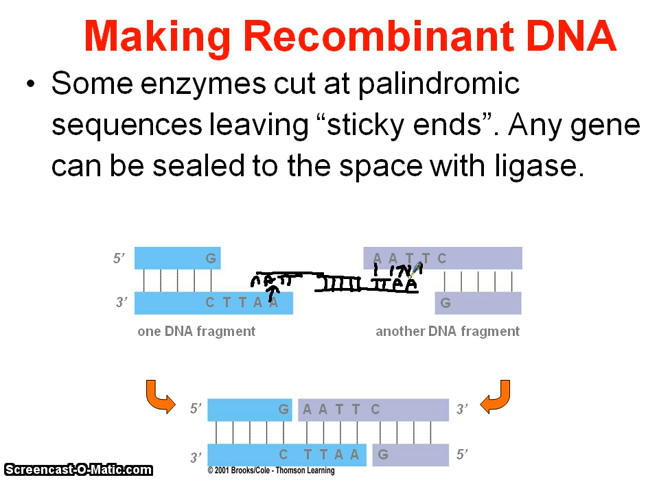 Making Recombinant DNA
• Some enzymes cut at palindromic
sequences leaving “sticky ends”. Any gene
can be sealed to the space with ligase.
5’ G A A T T C
AATT TTAA
3’ C T T A A G
one DNA fragment another DNA fragment
5’ G A A T T C 3’
3’ C T T A A G 5’
© 2001 Brooks/Cole - Thomson Learning
Screencast-O-Matic.com